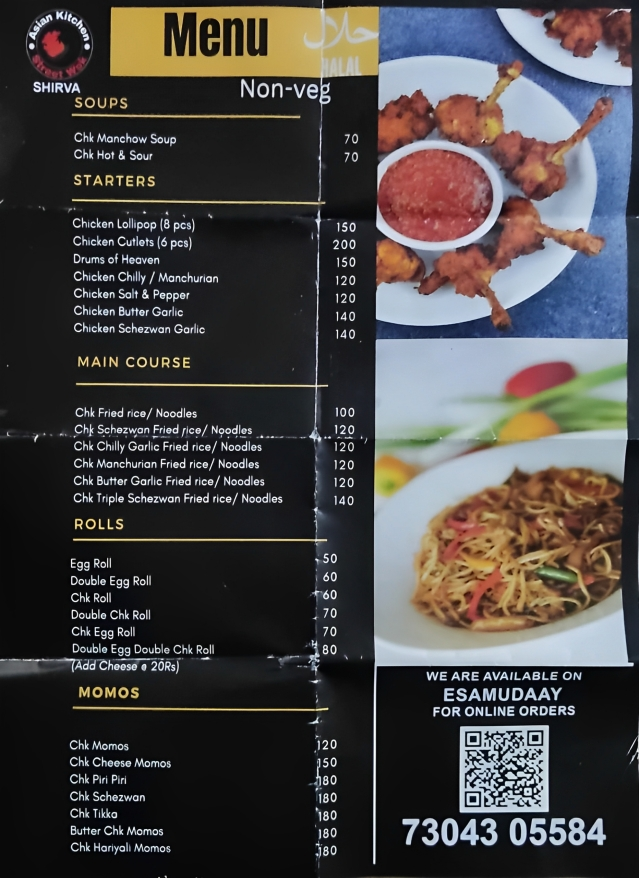 Asian Kitchen
Street Wok
SHIRVA
Menu
حلال
HALAL
Non-veg
SOUPS
Chk Manchow Soup 70
Chk Hot & Sour 70
STARTERS
Chicken Lollipop (8 pcs) 150
Chicken Cutlets (6 pcs) 200
Drums of Heaven 150
Chicken Chilly / Manchurian 120
Chicken Salt & Pepper 120
Chicken Butter Garlic 140
Chicken Schezwan Garlic 140
MAIN COURSE
Chk Fried rice/ Noodles 100
Chk Schezwan Fried rice/ Noodles 120
Chk Chilly Garlic Fried rice/ Noodles 120
Chk Manchurian Fried rice/ Noodles 120
Chk Butter Garlic Fried rice/ Noodles 120
Chk Triple Schezwan Fried rice/ Noodles 140
ROLLS
Egg Roll 50
Double Egg Roll 60
Chk Roll 60
Double Chk Roll 70
Chk Egg Roll 70
Double Egg Double Chk Roll 80
(Add Cheese @ 20Rs)
MOMOS
Chk Momos 120
Chk Cheese Momos 150
Chk Piri Piri 180
Chk Schezwan 180
Chk Tikka 180
Butter Chk Momos 180
Chk Hariyali Momos 180
WE ARE AVAILABLE ON
ESAMUDAAY
FOR ONLINE ORDERS
73043 05584